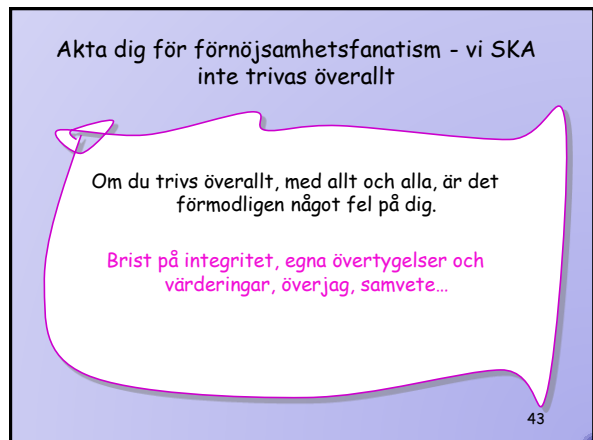 Akta dig för förnöjsamhetsfanatism - vi SKA
inte trivas överallt
Om du trivs överallt, med allt och alla, är det
förmodligen något fel på dig.
Brist på integritet, egna övertygelser och
värderingar, överjag, samvete…
43